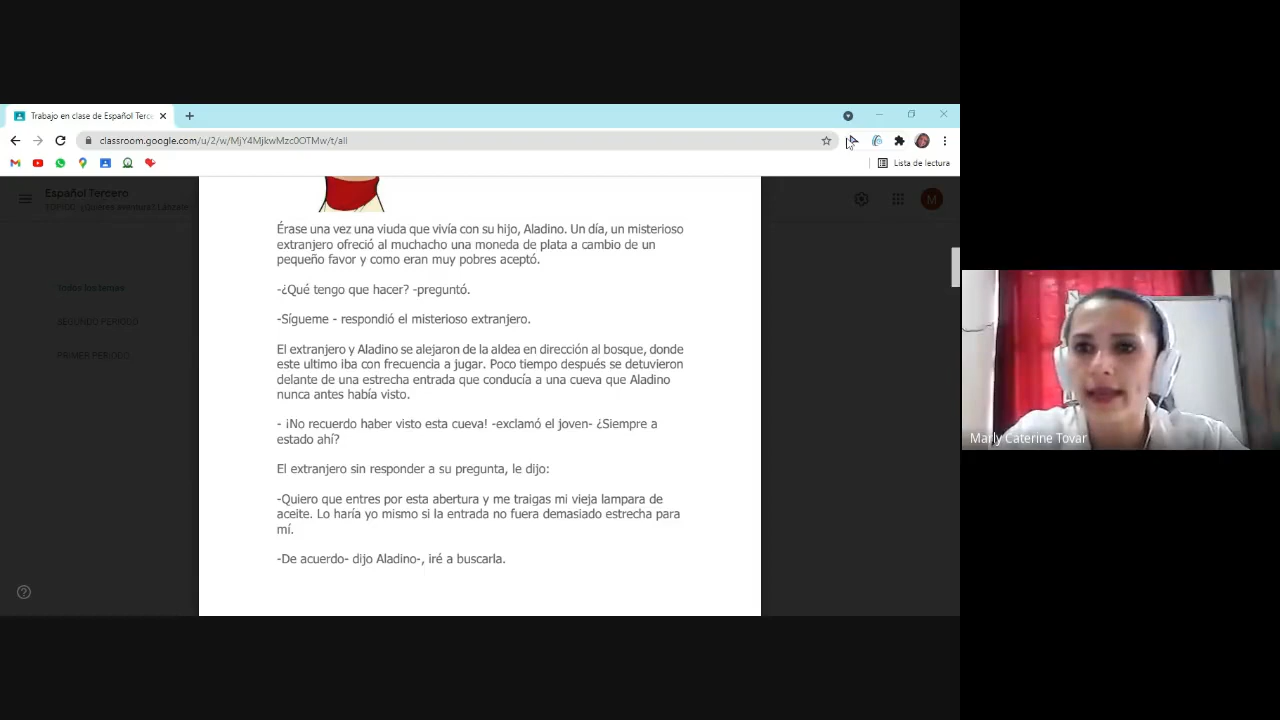 Trabajo en clase de Español Terc
classroom.google.com/u/2/w/MjY4MjkwMzc0OTMw/t/all
Lista de lectura
Español Tercero
M
Todos los temas
SEGUNDO PERIODO
PRIMER PERIODO
Érase una vez una viuda que vivía con su hijo, Aladino. Un día, un misterioso
extranjero ofreció al muchacho una moneda de plata a cambio de un
pequeño favor y como eran muy pobres aceptó.
-¿Qué tengo que hacer? -preguntó.
-Sígueme - respondió el misterioso extranjero.
El extranjero y Aladino se alejaron de la aldea en dirección al bosque, donde
este ultimo iba con frecuencia a jugar. Poco tiempo después se detuvieron
delante de una estrecha entrada que conducía a una cueva que Aladino
nunca antes había visto.
- ¡No recuerdo haber visto esta cueva! -exclamó el joven- ¿Siempre a
estado ahí?
El extranjero sin responder a su pregunta, le dijo:
-Quiero que entres por esta abertura y me traigas mi vieja lampara de
aceite. Lo haría yo mismo si la entrada no fuera demasiado estrecha para
mí.
-De acuerdo- dijo Aladino-, iré a buscarla.
Marly Caterine Tovar